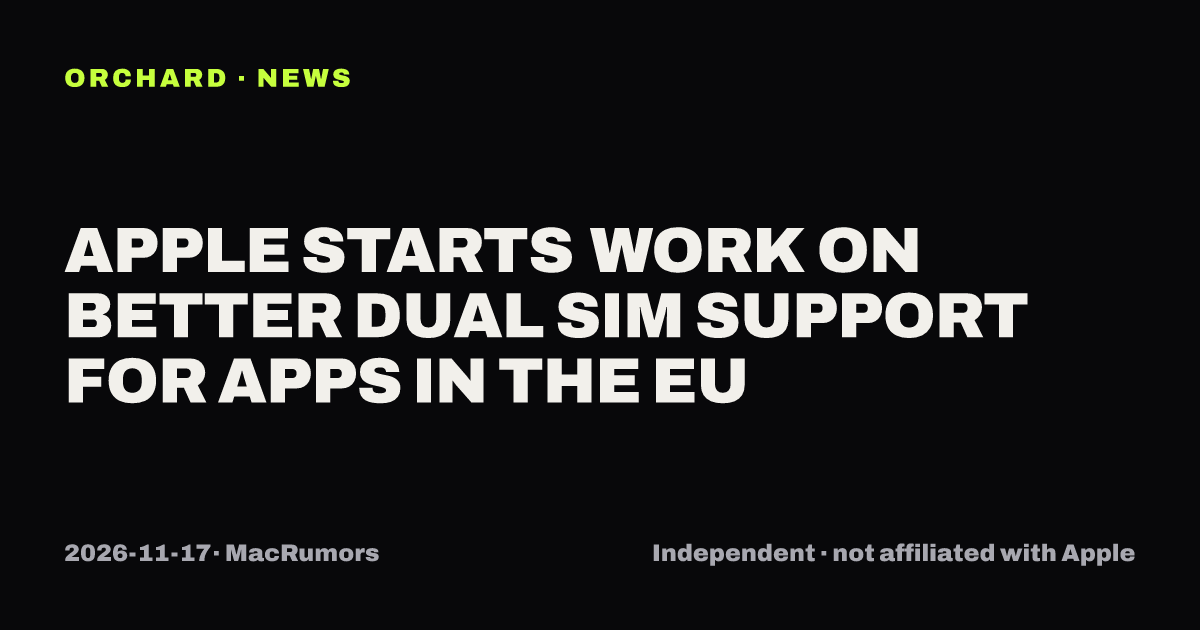 ORCHARD · NEWS
APPLE STARTS WORK ON
BETTER DUAL SIM SUPPORT
FOR APPS IN THE EU
2026-11-17· MacRumors
Independent · not affiliated with Apple